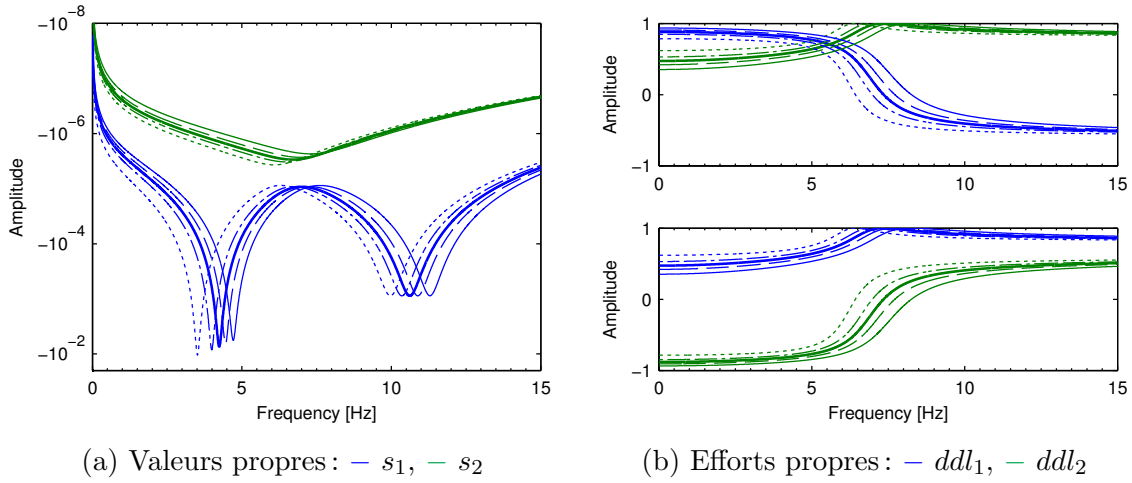 -10^-8
-10^-6
-10^-4
-10^-2
Amplitude
0 5 10 15
Frequency [Hz]
(a) Valeurs propres : − s₁, − s₂
1
0
-1
Amplitude
0 5 10 15
1
0
-1
Amplitude
0 5 10 15
Frequency [Hz]
(b) Efforts propres : − ddl₁, − ddl₂